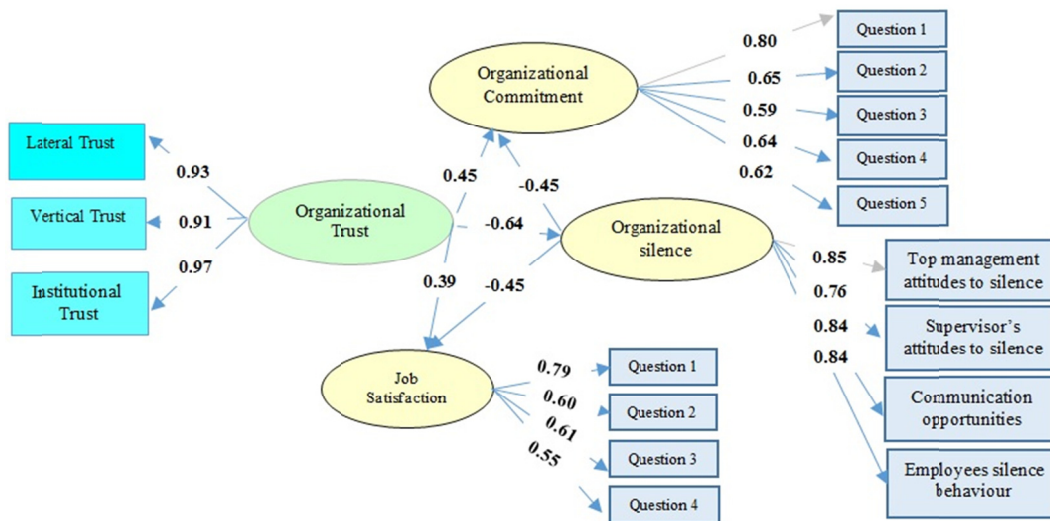 Lateral Trust
Vertical Trust
Institutional
Trust
0.93
0.91
0.97
Organizational
Trust
0.45
-0.64
0.39
-0.45
-0.45
Organizational
Commitment
0.80
0.65
0.59
0.64
0.62
Question 1
Question 2
Question 3
Question 4
Question 5
Organizational
silence
0.85
0.76
0.84
0.84
Top management
attitudes to silence
Supervisor's
attitudes to silence
Communication
opportunities
Employees silence
behaviour
Job
Satisfaction
0.79
0.60
0.61
0.55
Question 1
Question 2
Question 3
Question 4